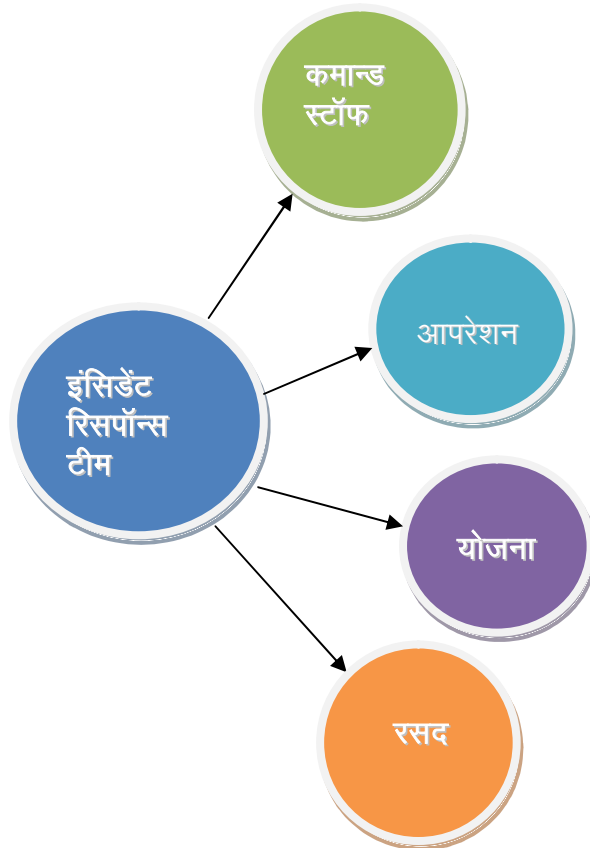 कमान्ड
स्टॉफ
आपरेशन
इंसिडेंट
रिसपॉन्स
टीम
योजना
रसद